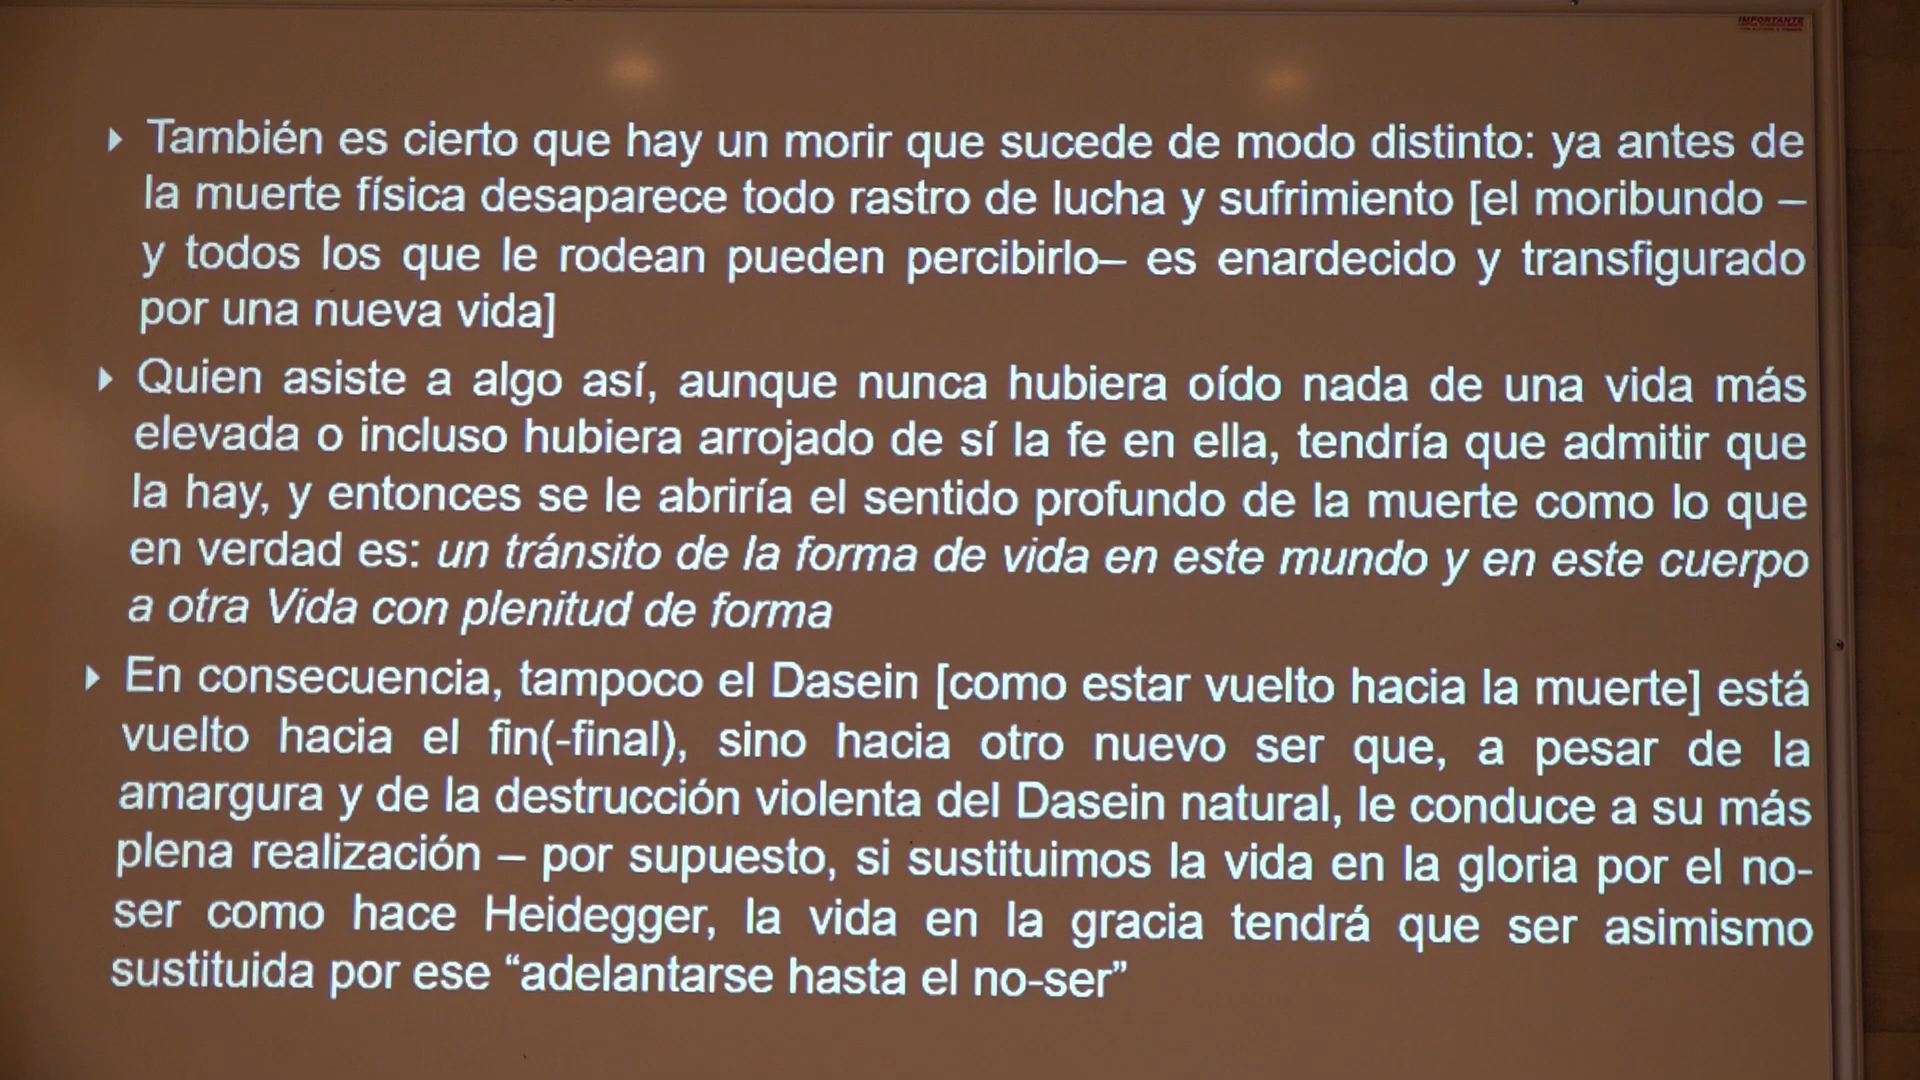 IMPORTANTE
También es cierto que hay un morir que sucede de modo distinto: ya antes de
la muerte física desaparece todo rastro de lucha y sufrimiento [el moribundo –
y todos los que le rodean pueden percibirlo– es enardecido y transfigurado
por una nueva vida]
Quien asiste a algo así, aunque nunca hubiera oído nada de una vida más
elevada o incluso hubiera arrojado de sí la fe en ella, tendría que admitir que
la hay, y entonces se le abriría el sentido profundo de la muerte como lo que
en verdad es: un tránsito de la forma de vida en este mundo y en este cuerpo
a otra Vida con plenitud de forma
En consecuencia, tampoco el Dasein [como estar vuelto hacia la muerte] está
vuelto hacia el fin(-final), sino hacia otro nuevo ser que, a pesar de la
amargura y de la destrucción violenta del Dasein natural, le conduce a su más
plena realización – por supuesto, si sustituimos la vida en la gloria por el no-
ser como hace Heidegger, la vida en la gracia tendrá que ser asimismo
sustituida por ese “adelantarse hasta el no-ser”